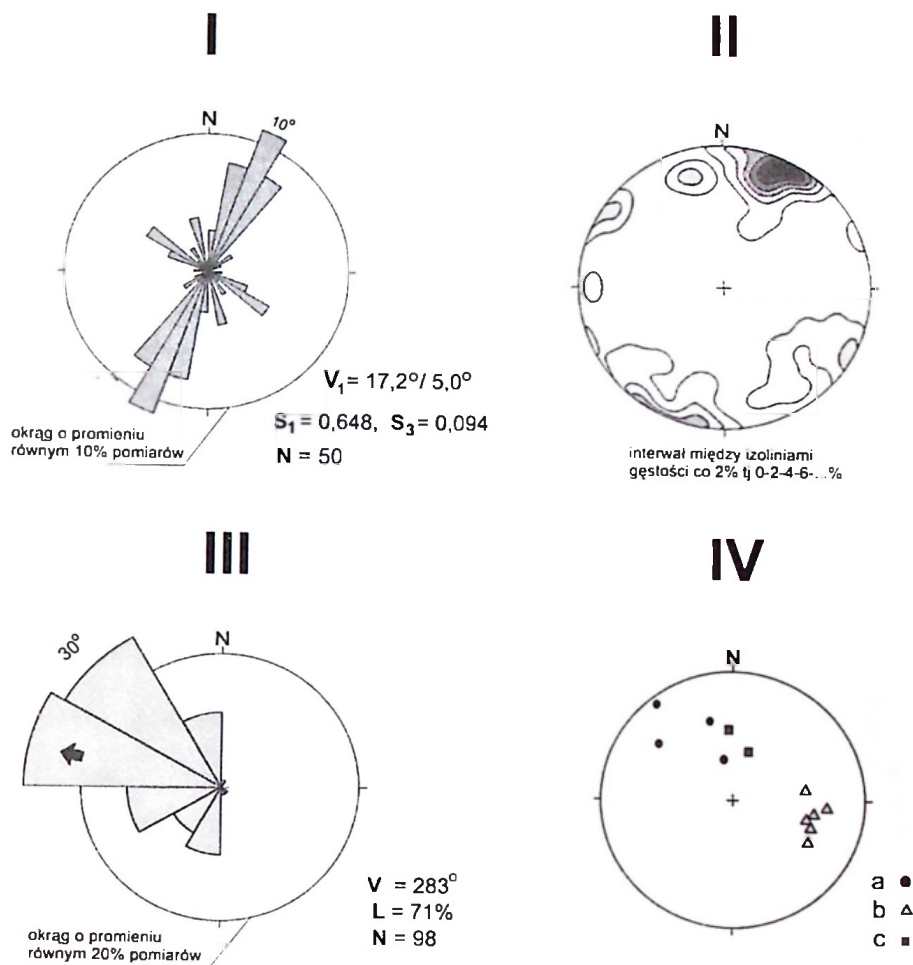 I
N
10°
V₁= 17,2°/ 5,0°
S₁= 0,648, S₃= 0,094
N = 50
okrąg o promieniu
równym 10% pomiarów
II
N
interwał między izoliniami
gęstości co 2% tj 0-2-4-6-...%
III
N
30°
V = 283°
L = 71%
N = 98
okrąg o promieniu
równym 20% pomiarów
IV
N
a
b
c